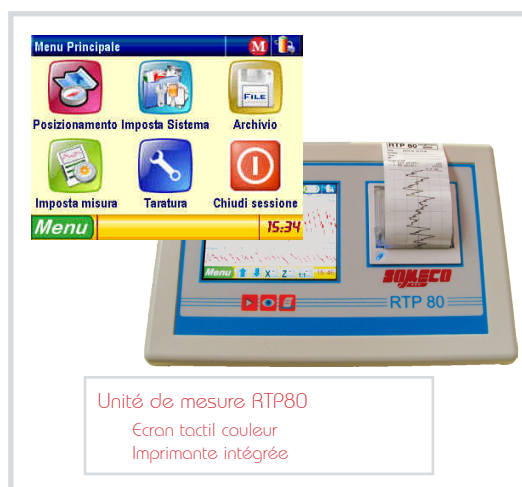 Menu Principale
M
FILE
Posizionamento Imposta Sistema Archivio
Imposta misura Taratura Chiudi sessione
Menu 15:34
RTP 80
Menu X Z
SOMECO
RTP 80
Unité de mesure RTP80
Ecran tactil couleur
Imprimante intégrée